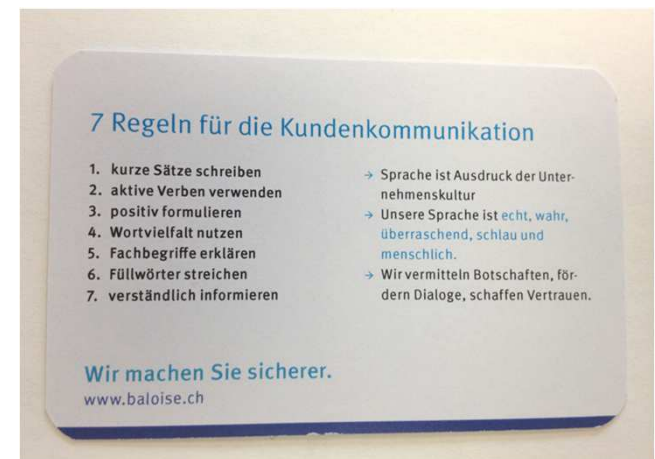 7 Regeln für die Kundenkommunikation
1. kurze Sätze schreiben
2. aktive Verben verwenden
3. positiv formulieren
4. Wortvielfalt nutzen
5. Fachbegriffe erklären
6. Füllwörter streichen
7. verständlich informieren
→ Sprache ist Ausdruck der Unter-
nehmenskultur
→ Unsere Sprache ist echt, wahr,
überraschend, schlau und
menschlich.
→ Wir vermitteln Botschaften, för-
dern Dialoge, schaffen Vertrauen.
Wir machen Sie sicherer.
www.baloise.ch